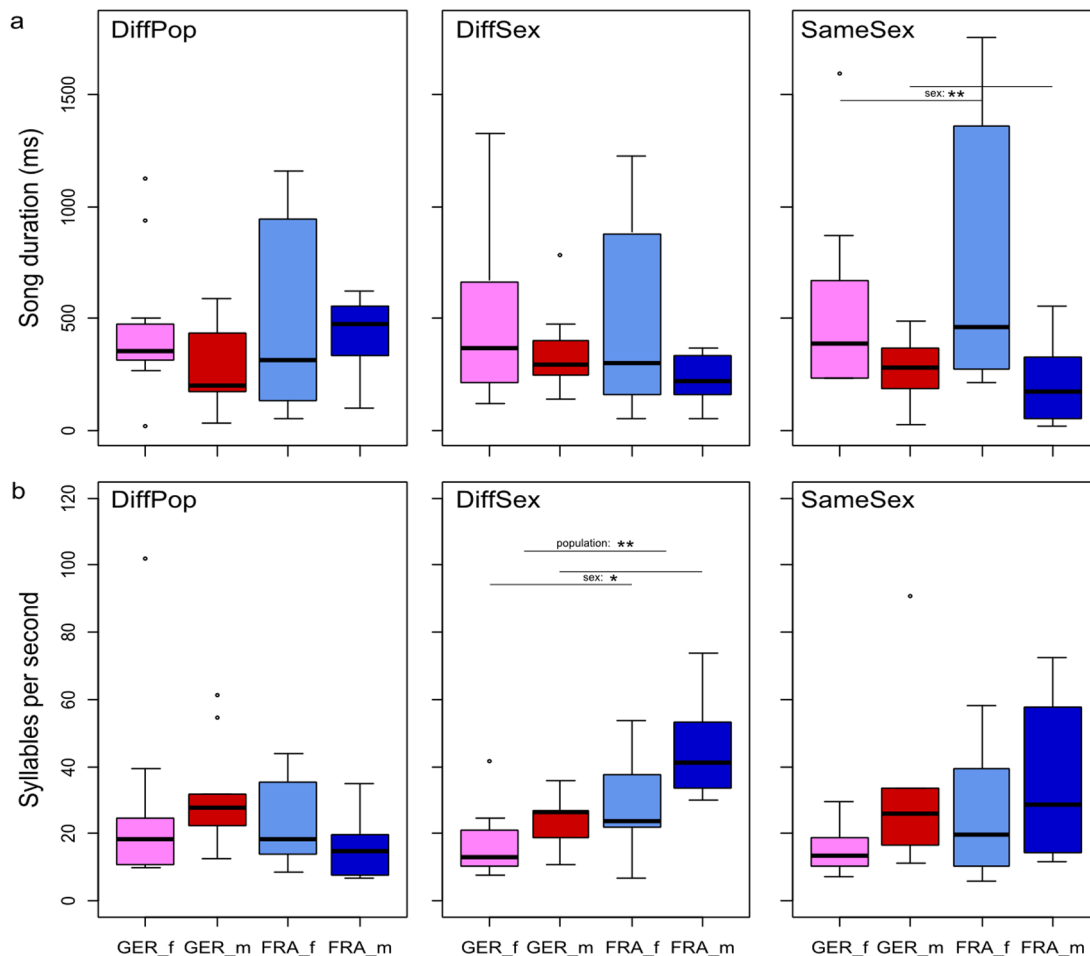 a
DiffPop
DiffSex
SameSex
Song duration (ms)
1500
1000
500
0
sex: **
b
DiffPop
DiffSex
SameSex
Syllables per second
120
100
80
60
40
20
0
population: **
sex: *
GER_f GER_m FRA_f FRA_m
GER_f GER_m FRA_f FRA_m
GER_f GER_m FRA_f FRA_m